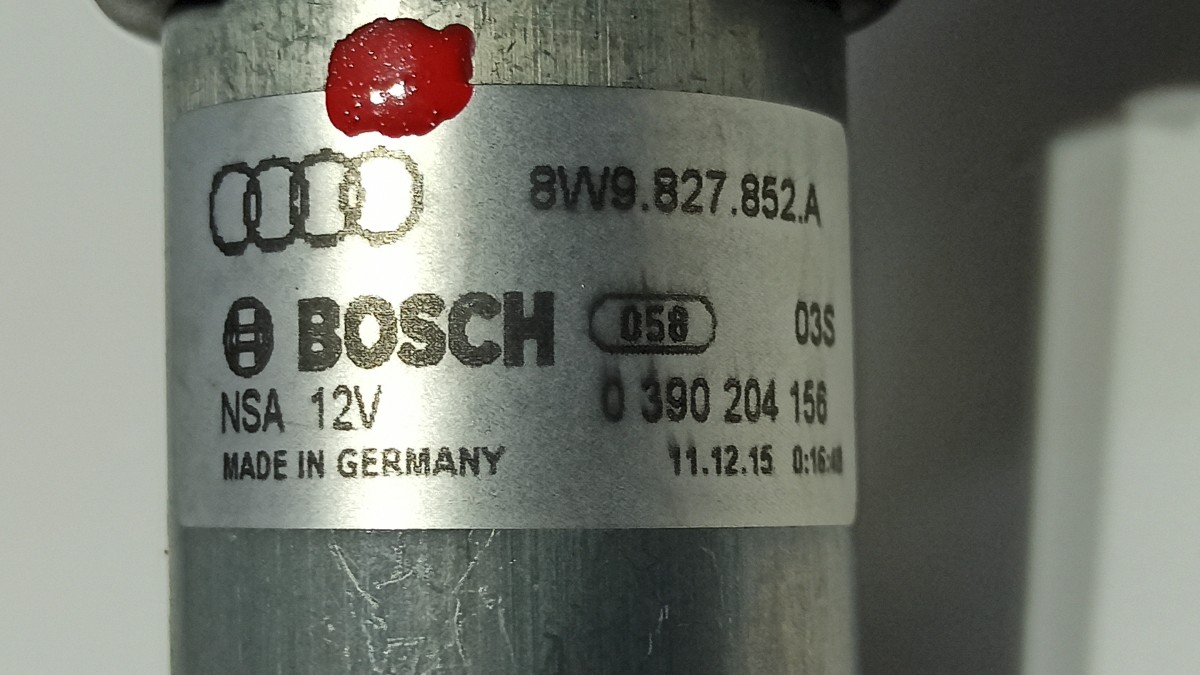 8W9.827.852.A
BOSCH 058 03S
NSA 12V 0 390 204 156
MADE IN GERMANY 11.12.15